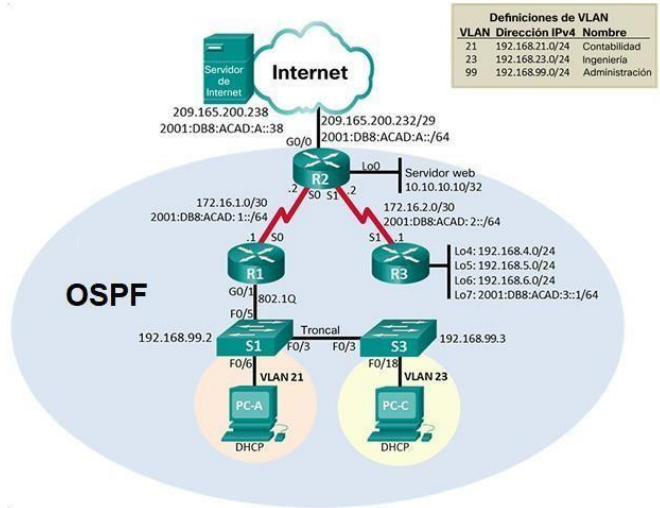 Definiciones de VLAN
VLAN Dirección IPv4 Nombre
21 192.168.21.0/24 Contabilidad
23 192.168.23.0/24 Ingeniería
99 192.168.99.0/24 Administración
Servidor
de
Internet
Internet
209.165.200.238
2001:DB8:ACAD:A::38
209.165.200.232/29
2001:DB8:ACAD:A::/64
G0/0
R2
Lo0
Servidor web
10.10.10.10/32
.2 S0 S1 .2
172.16.1.0/30
2001:DB8:ACAD: 1::/64
172.16.2.0/30
2001:DB8:ACAD: 2::/64
.1 S0
S1 .1
R1
R3
Lo4: 192.168.4.0/24
Lo5: 192.168.5.0/24
Lo6: 192.168.6.0/24
Lo7: 2001:DB8:ACAD:3::1/64
OSPF
G0/1
802.1Q
F0/5
192.168.99.2
S1
Troncal
F0/3 F0/3
S3
192.168.99.3
F0/6
VLAN 21
F0/18
VLAN 23
PC-A
PC-C
DHCP
DHCP